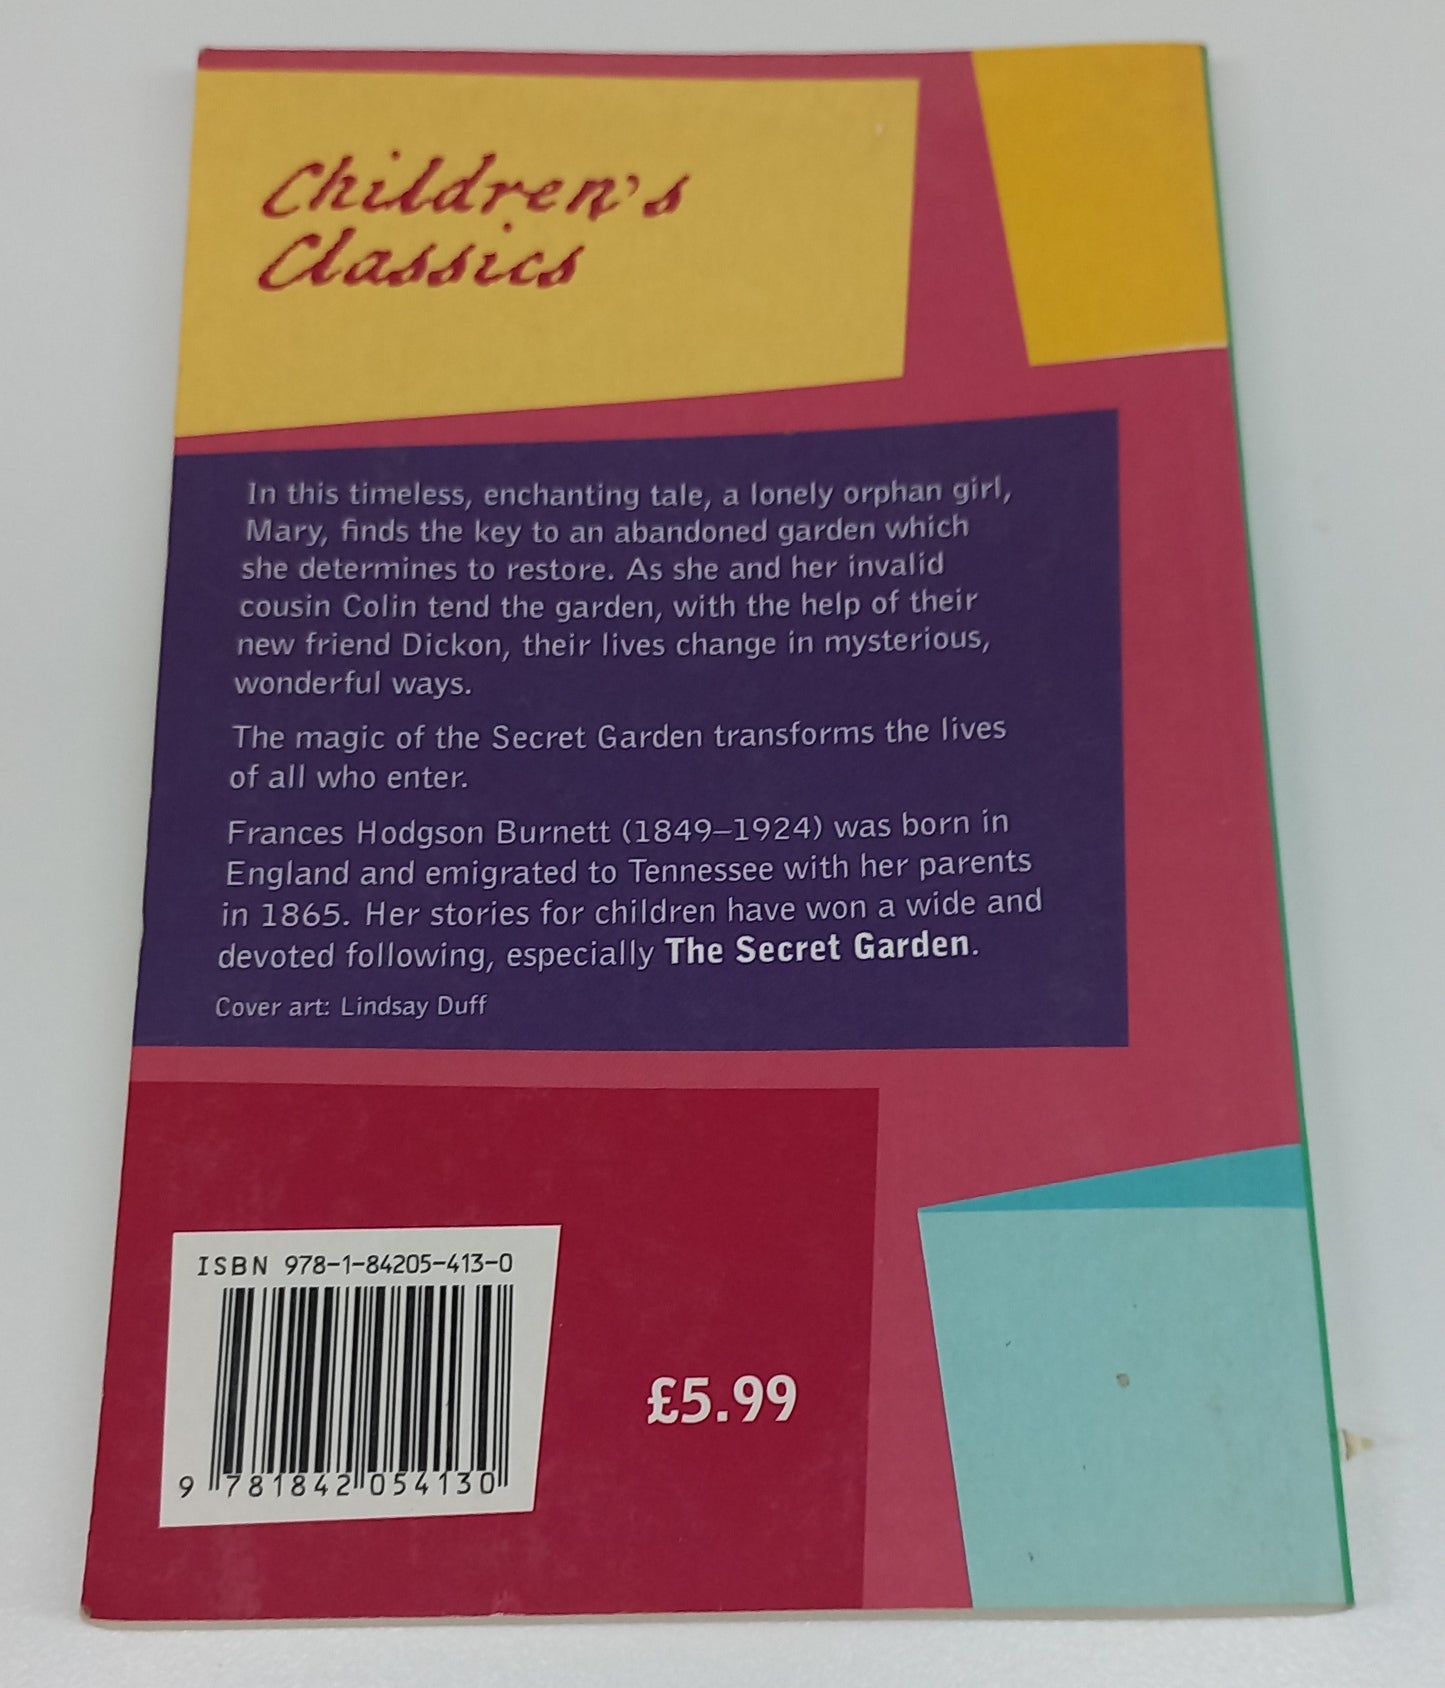 Children's
Classics
In this timeless, enchanting tale, a lonely orphan girl,
Mary, finds the key to an abandoned garden which
she determines to restore. As she and her invalid
cousin Colin tend the garden, with the help of their
new friend Dickon, their lives change in mysterious,
wonderful ways.
The magic of the Secret Garden transforms the lives
of all who enter.
Frances Hodgson Burnett (1849–1924) was born in
England and emigrated to Tennessee with her parents
in 1865. Her stories for children have won a wide and
devoted following, especially The Secret Garden.
Cover art: Lindsay Duff
ISBN 978-1-84205-413-0
9 781842 054130
£5.99